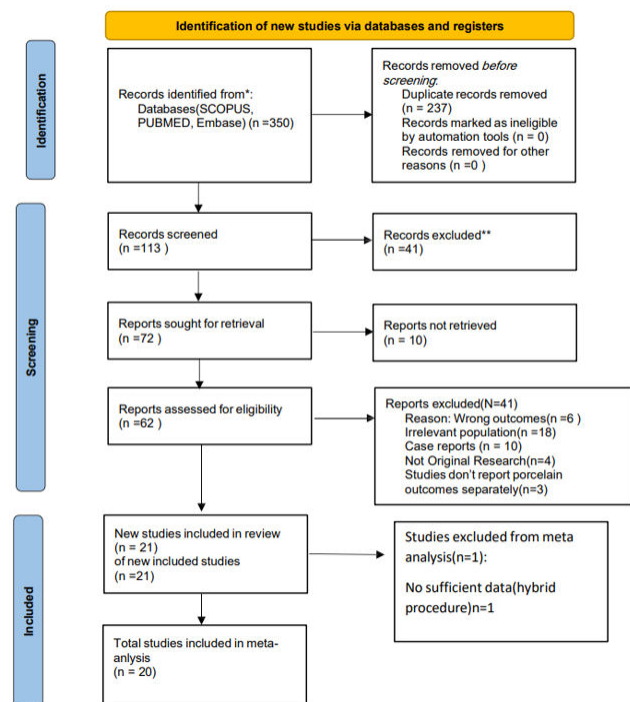 Identification of new studies via databases and registers
Identification
Records identified from*:
Databases(SCOPUS,
PUBMED, Embase) (n =350)
Records removed before
screening:
Duplicate records removed
(n = 237)
Records marked as ineligible
by automation tools (n = 0)
Records removed for other
reasons (n =0 )
Screening
Records screened
(n =113 )
Records excluded**
(n =41)
Reports sought for retrieval
(n =72 )
Reports not retrieved
(n = 10)
Reports assessed for eligibility
(n =62 )
Reports excluded(N=41)
Reason: Wrong outcomes(n =6 )
Irrelevant population(n =18)
Case reports (n = 10)
Not Original Research(n=4)
Studies don't report porcelain
outcomes separately(n=3)
Included
New studies included in review
(n = 21)
of new included studies
(n =21)
Studies excluded from meta
analysis(n=1):
No sufficient data(hybrid
procedure)n=1
Total studies included in meta-
anlysis
(n = 20)